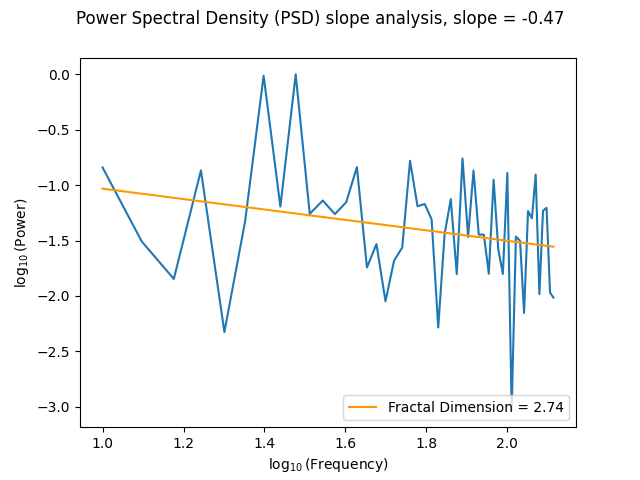 Power Spectral Density (PSD) slope analysis, slope = -0.47
0.0
−0.5
−1.0
−1.5
−2.0
−2.5
−3.0
log₁₀(Power)
Fractal Dimension = 2.74
1.0 1.2 1.4 1.6 1.8 2.0
log₁₀(Frequency)